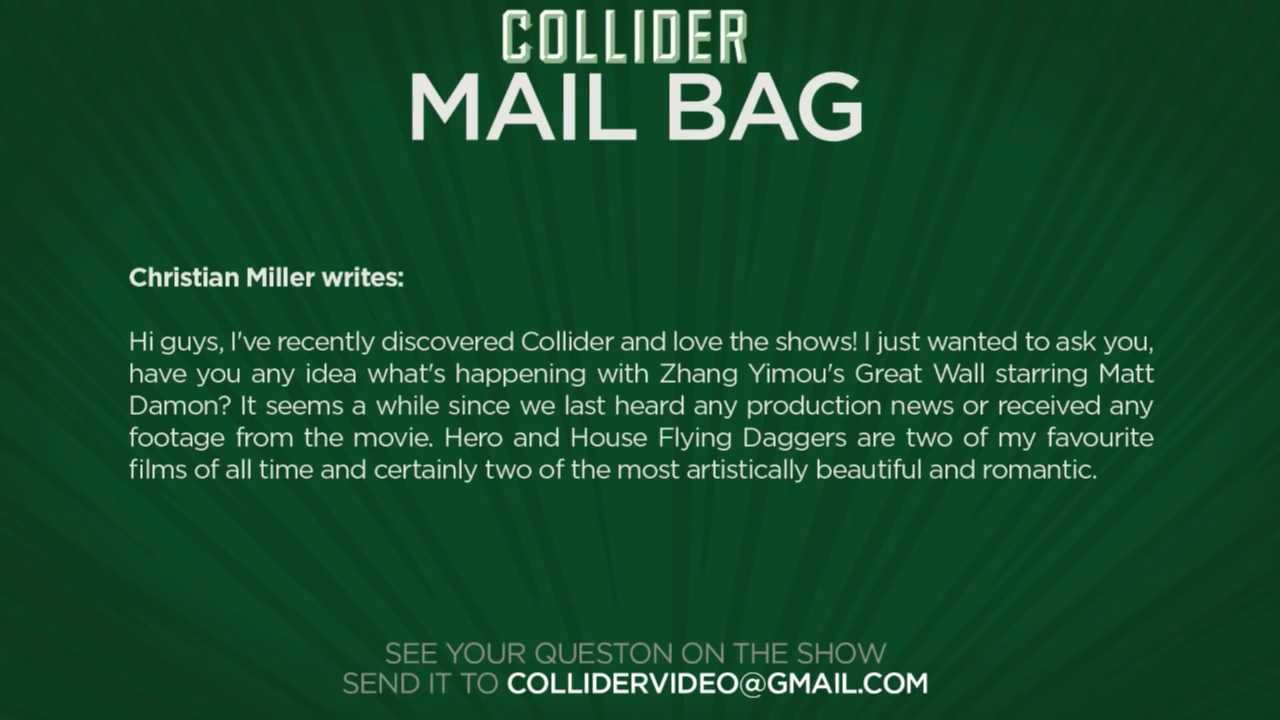 COLLIDER
MAIL BAG
Christian Miller writes:
Hi guys, I've recently discovered Collider and love the shows! I just wanted to ask you,
have you any idea what's happening with Zhang Yimou's Great Wall starring Matt
Damon? It seems a while since we last heard any production news or received any
footage from the movie. Hero and House Flying Daggers are two of my favourite
films of all time and certainly two of the most artistically beautiful and romantic.
SEE YOUR QUESTON ON THE SHOW
SEND IT TO COLLIDERVIDEO@GMAIL.COM